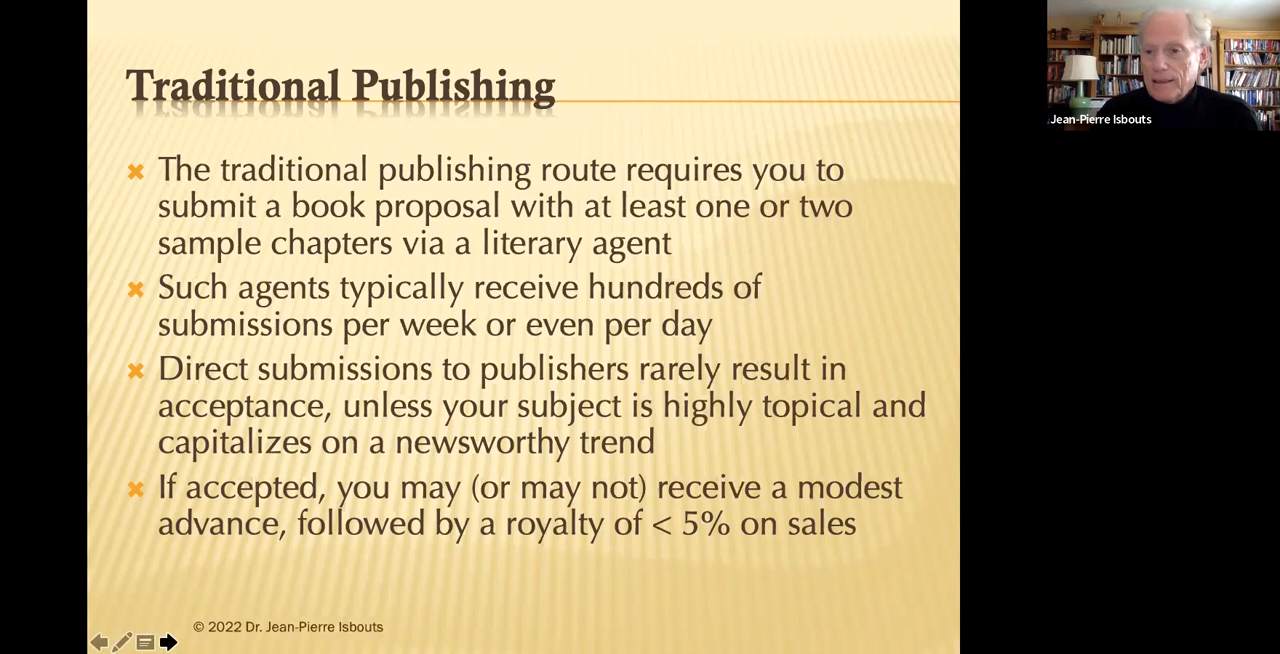 Traditional Publishing
The traditional publishing route requires you to
submit a book proposal with at least one or two
sample chapters via a literary agent
Such agents typically receive hundreds of
submissions per week or even per day
Direct submissions to publishers rarely result in
acceptance, unless your subject is highly topical and
capitalizes on a newsworthy trend
If accepted, you may (or may not) receive a modest
advance, followed by a royalty of < 5% on sales
© 2022 Dr. Jean-Pierre Isbouts
Jean-Pierre Isbouts